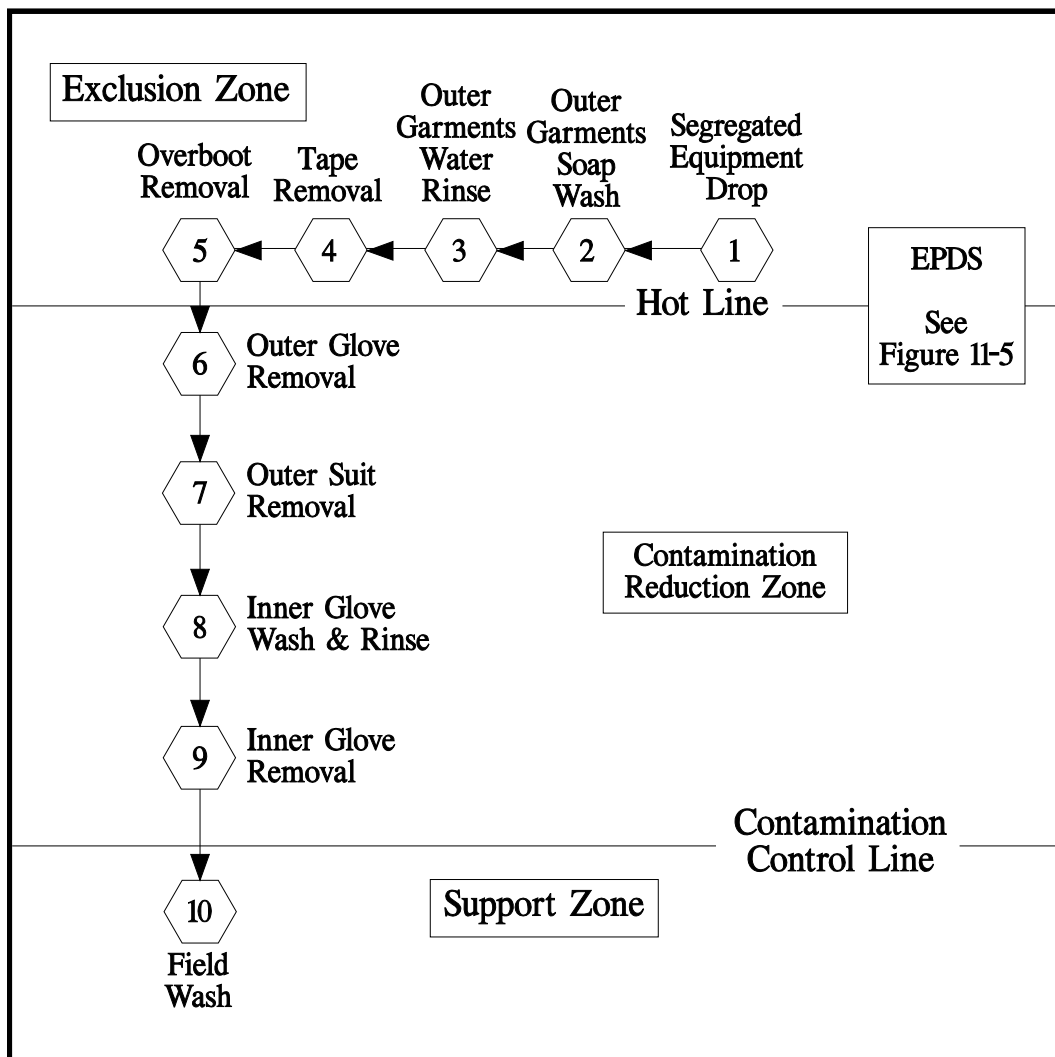 Exclusion Zone
Overboot
Removal
Tape
Removal
Outer
Garments
Water
Rinse
Outer
Garments
Soap
Wash
Segregated
Equipment
Drop
5
4
3
2
1
EPDS
See
Figure 11-5
Hot Line
6
Outer Glove
Removal
7
Outer Suit
Removal
Contamination
Reduction Zone
8
Inner Glove
Wash & Rinse
9
Inner Glove
Removal
Contamination
Control Line
10
Field
Wash
Support Zone